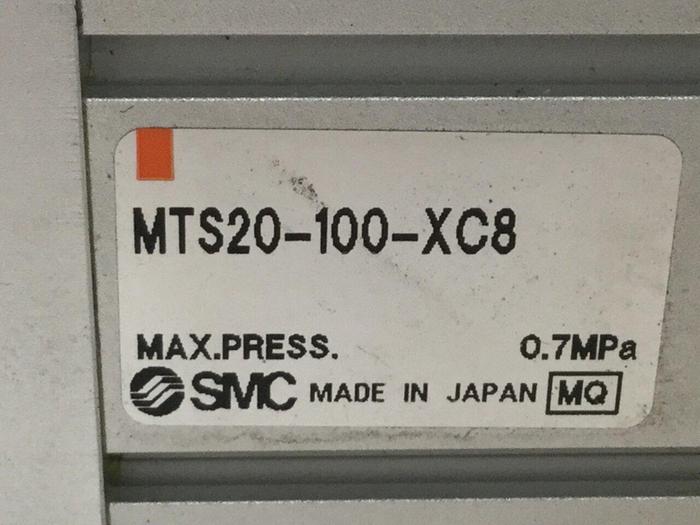 MTS20-100-XC8
MAX.PRESS. 0.7MPa
SMC MADE IN JAPAN MQ